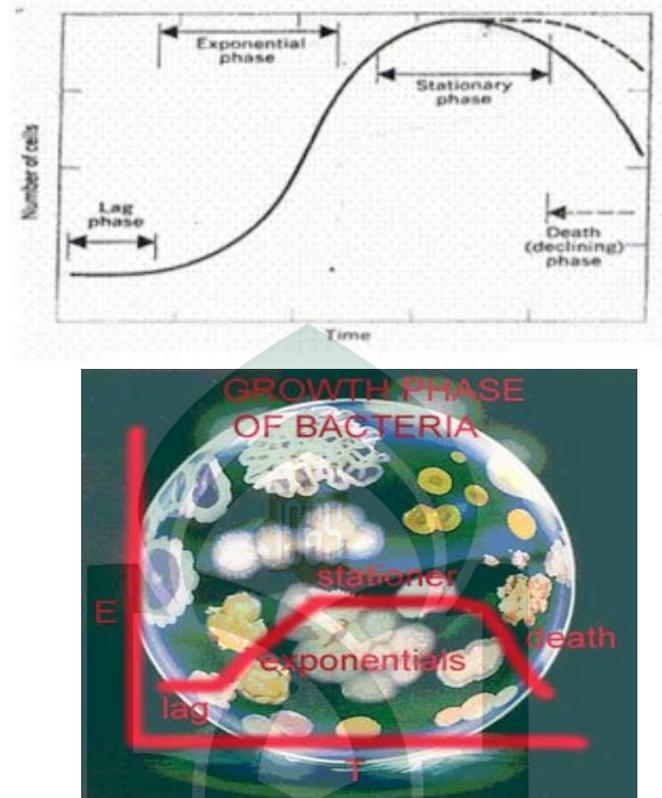 Exponential
phase
Stationary
phase
Number of cells
Lag
phase
Death
(declining)
phase
Time
GROWTH PHASE
OF BACTERIA
stationer
E
death
exponentials
lag
T